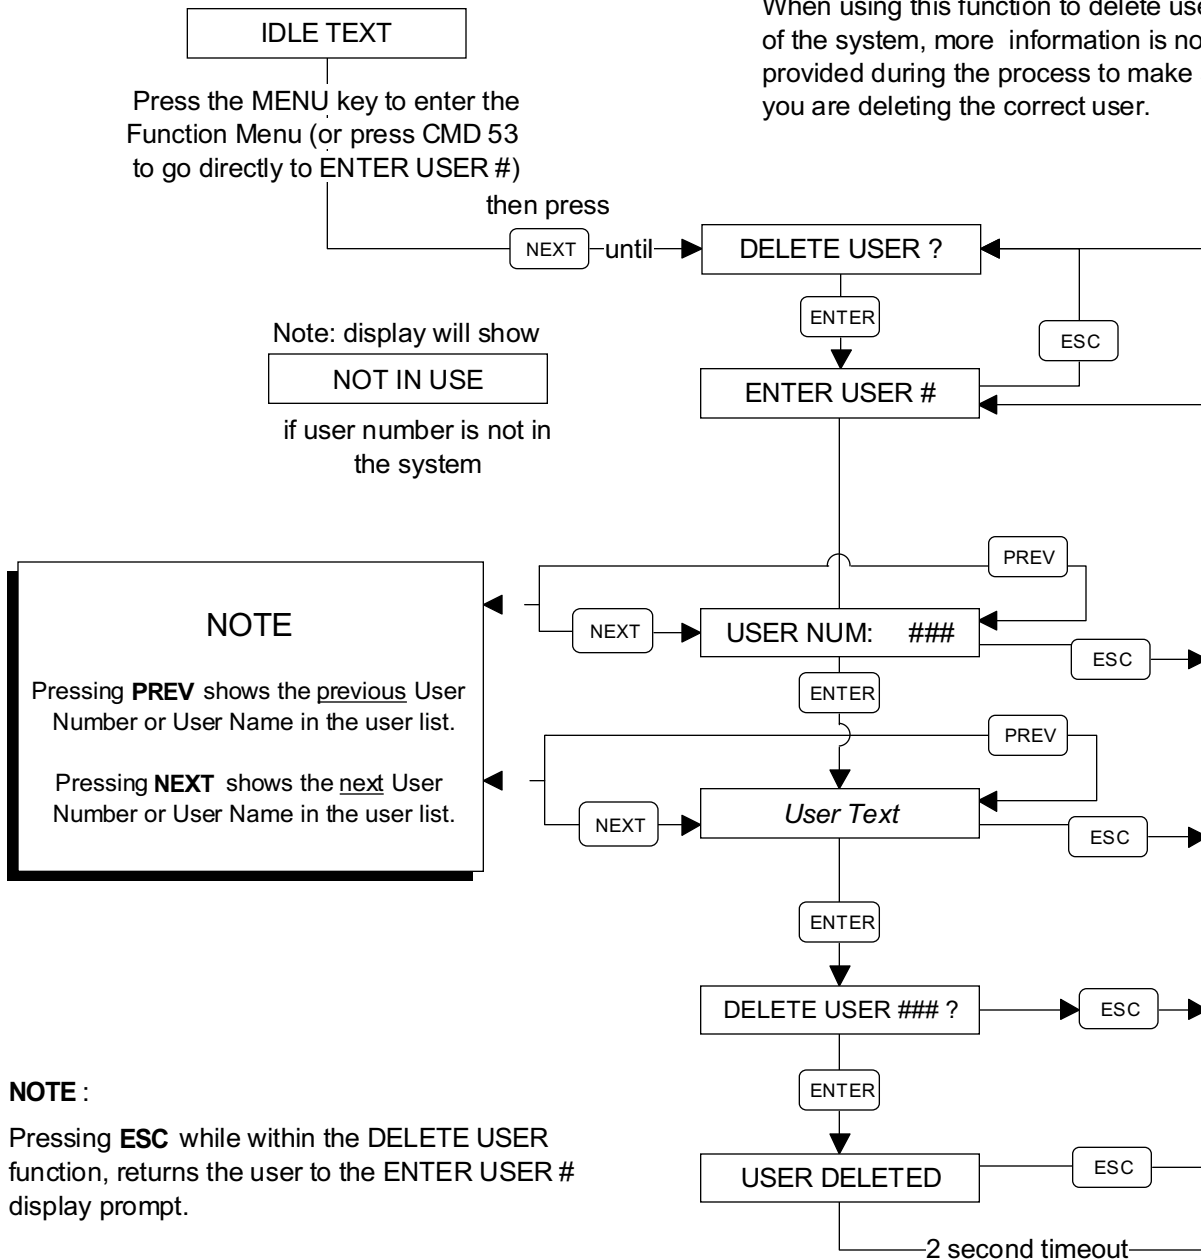 When using this function to delete
of the system, more information is
provided during the process to make
you are deleting the correct user.
IDLE TEXT
Press the MENU key to enter the
Function Menu (or press CMD 53
to go directly to ENTER USER #)
then press
NEXT
until
DELETE USER ?
ENTER
ESC
Note: display will show
NOT IN USE
if user number is not in
the system
ENTER USER #
PREV
NEXT
USER NUM: ###
ESC
ENTER
PREV
NEXT
User Text
ESC
ENTER
DELETE USER ### ?
ESC
ENTER
USER DELETED
ESC
2 second timeout
NOTE
Pressing PREV shows the previous User
Number or User Name in the user list.
Pressing NEXT shows the next User
Number or User Name in the user list.
NOTE :
Pressing ESC while within the DELETE USER
function, returns the user to the ENTER USER #
display prompt.